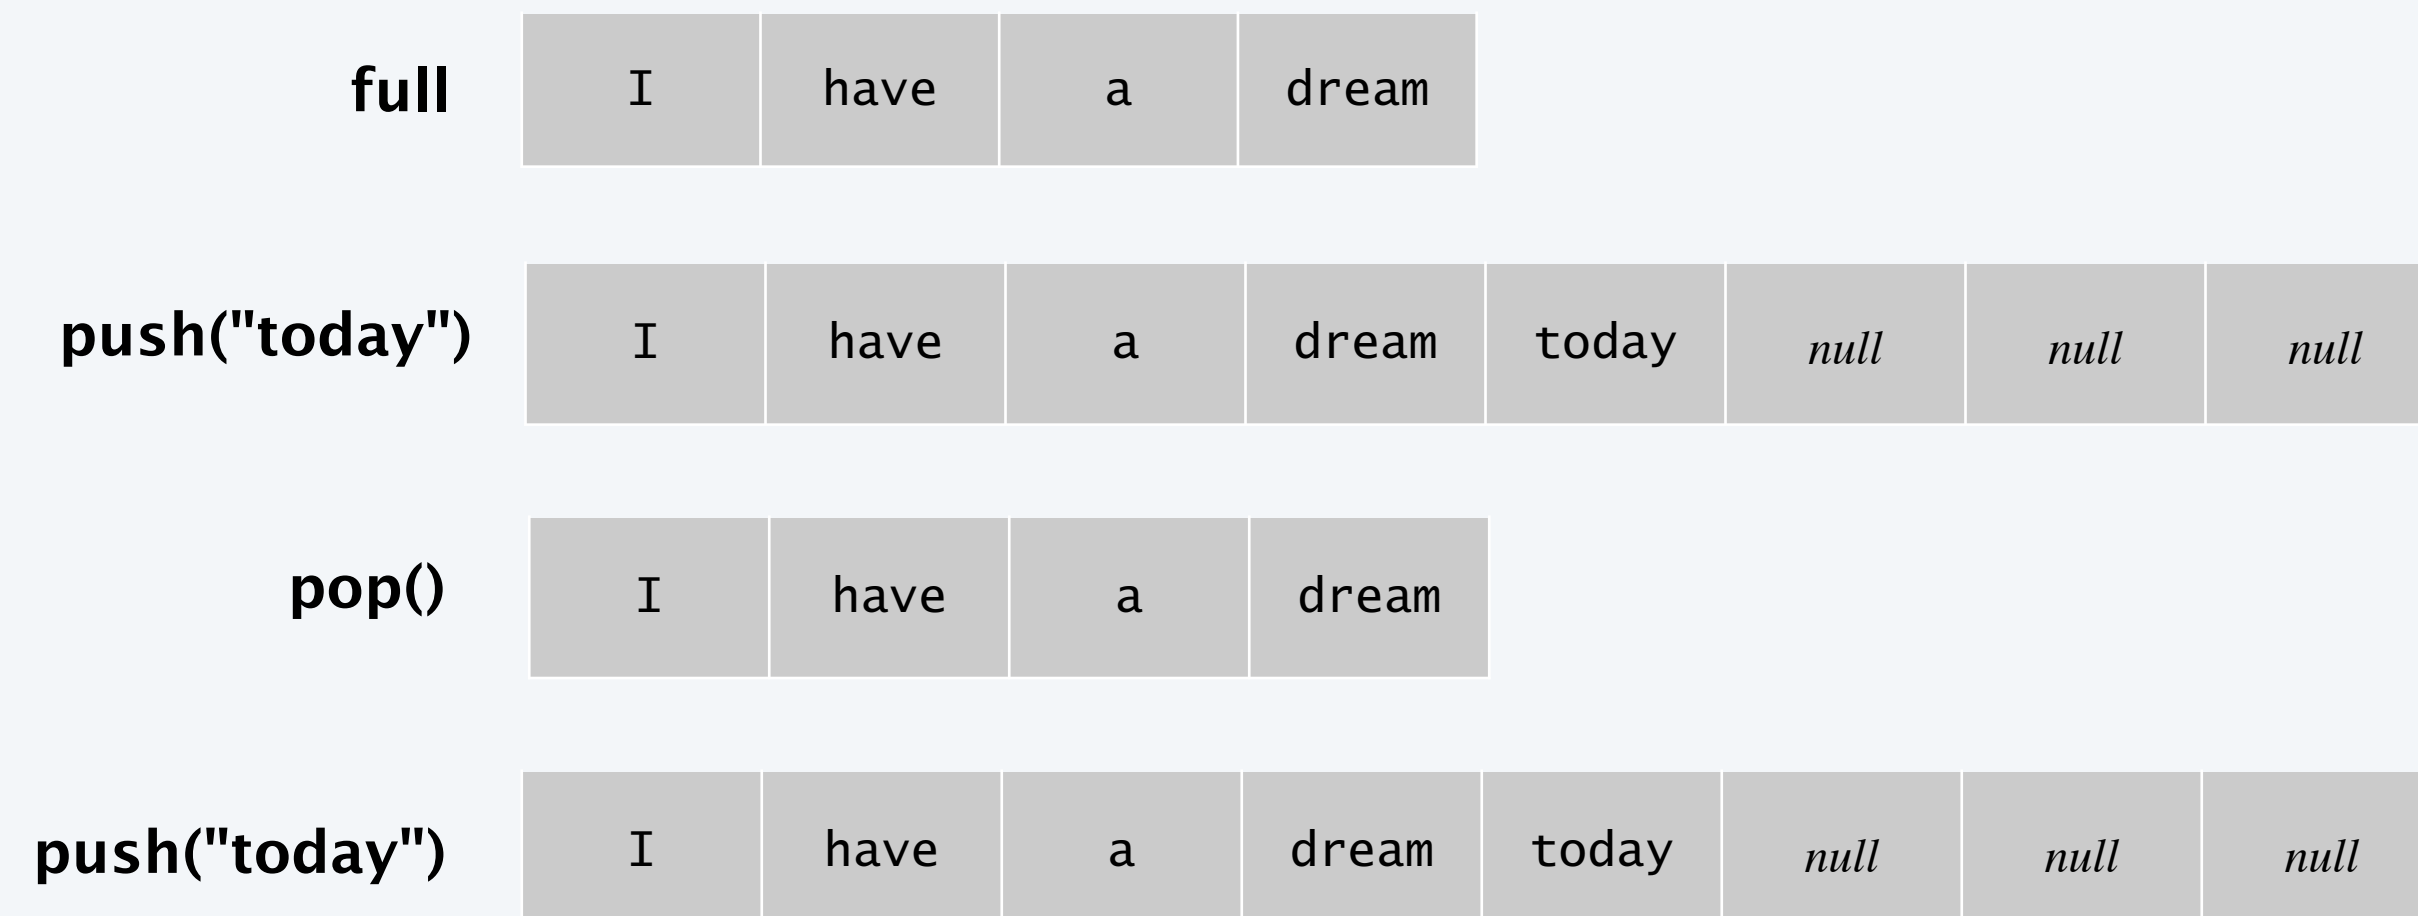 full I have a dream
push("today") I have a dream today null null null
pop() I have a dream
push("today") I have a dream today null null null